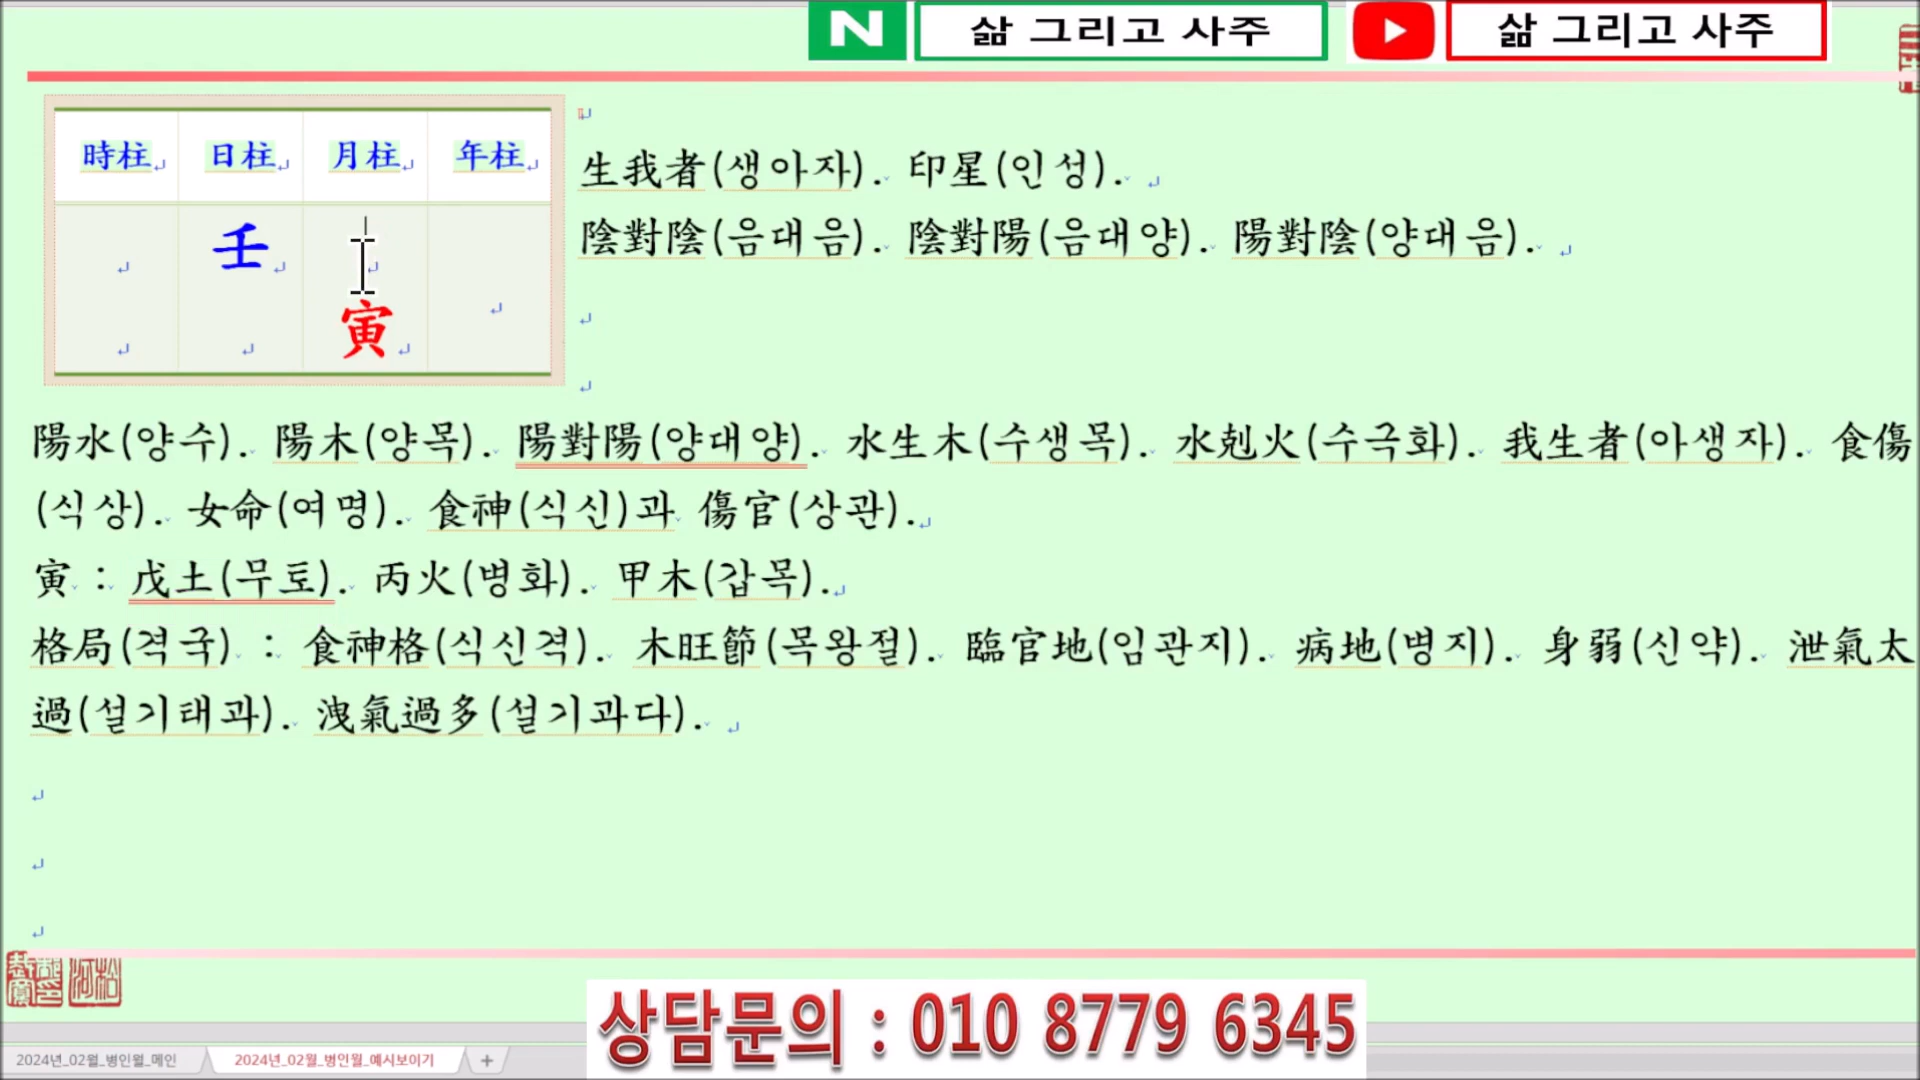 N 삶 그리고 사주 삶 그리고 사주
時柱 日柱 月柱 年柱
壬
寅
生我者(생아자). 印星(인성).
陰對陰(음대음). 陰對陽(음대양). 陽對陰(양대음).
陽水(양수). 陽木(양목). 陽對陽(양대양). 水生木(수생목). 水剋火(수극화). 我生者(아생자). 食傷
(식상). 女命(여명). 食神(식신)과 傷官(상관).
寅 : 戊土(무토). 丙火(병화). 甲木(갑목).
格局(격국) : 食神格(식신격). 木旺節(목왕절). 臨官地(임관지). 病地(병지). 身弱(신약). 泄氣太
過(설기태과). 洩氣過多(설기과다).
상담문의 : 010 8779 6345
2024년_02월_병인월_메인 2024년_02월_병인월_예시보이기 +